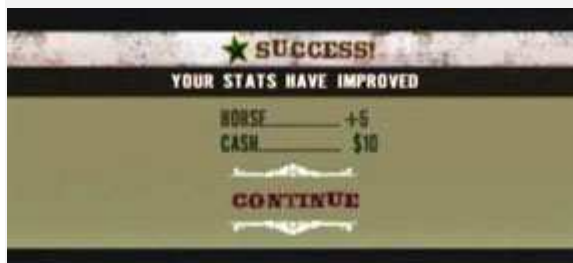 SUCCESS!
YOUR STATS HAVE IMPROVED
HORSE +5
CASH $10
CONTINUE